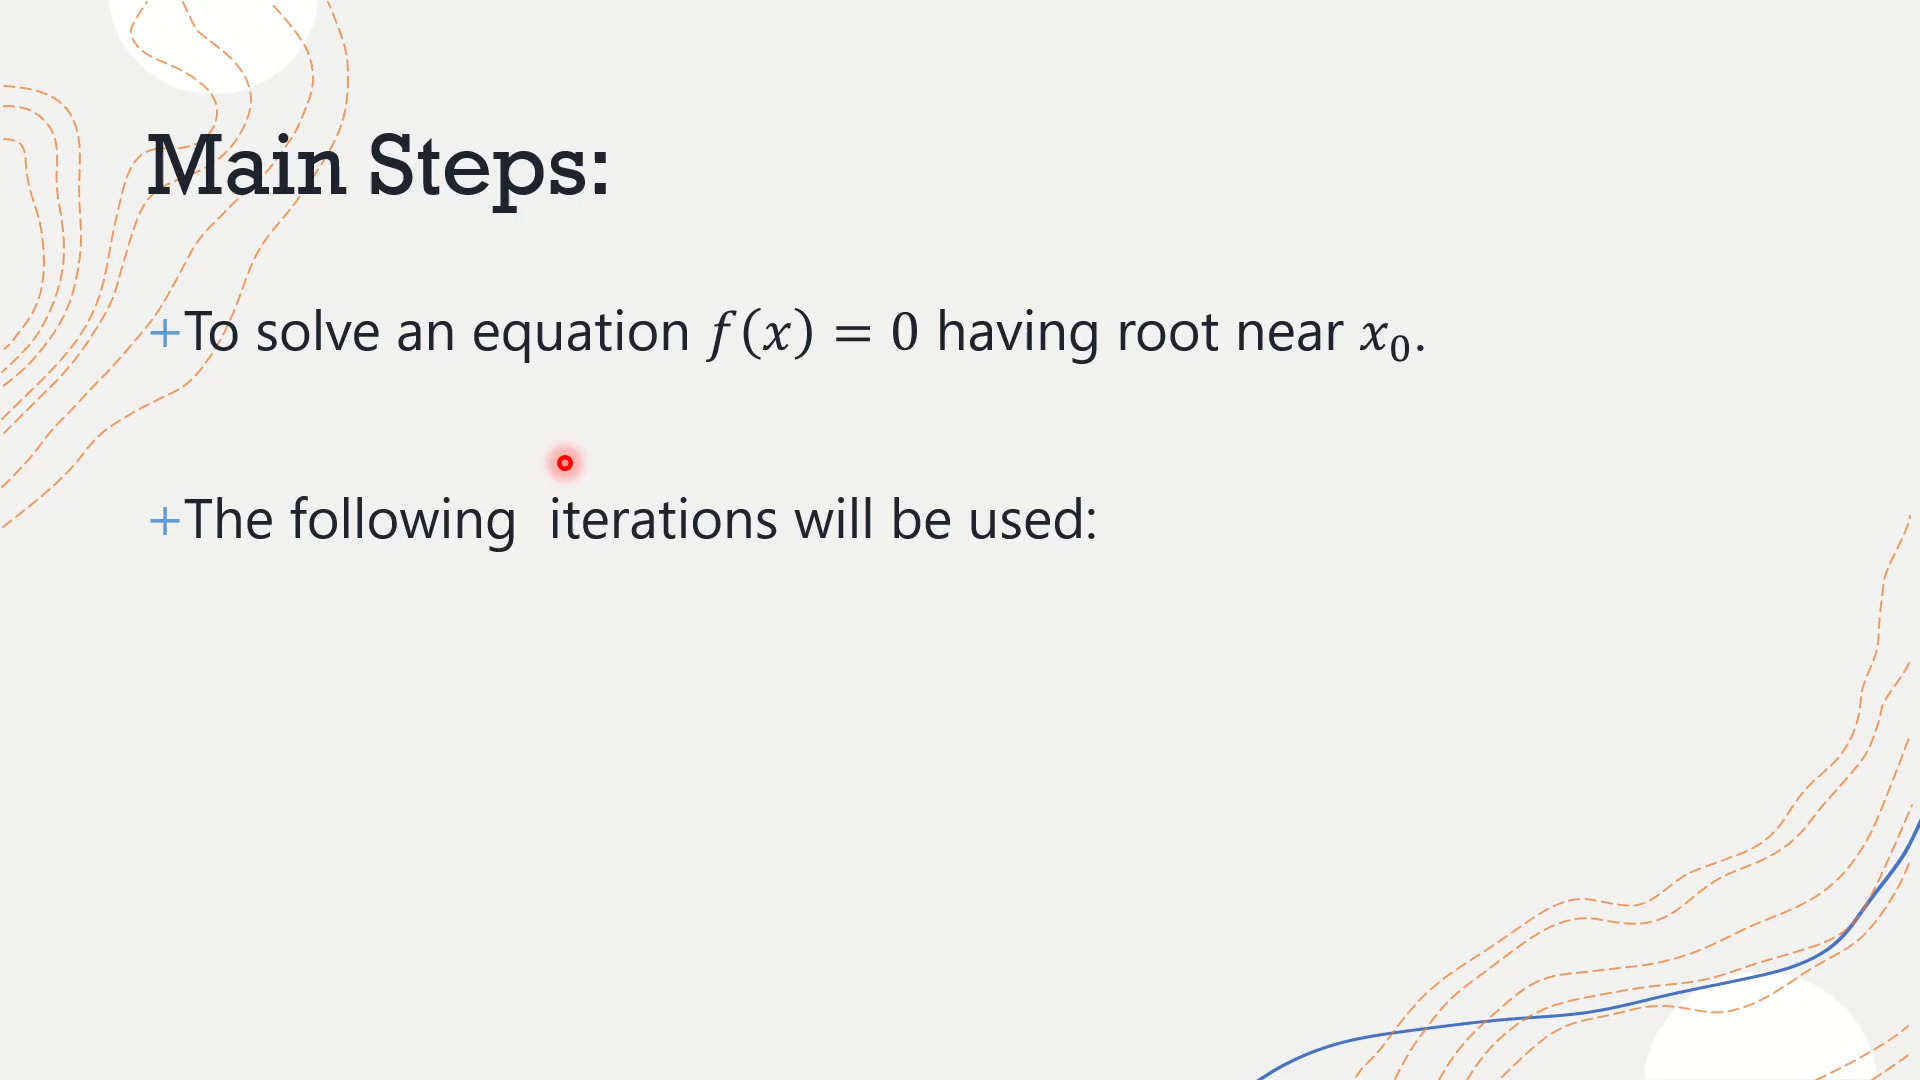 Main Steps:
+To solve an equation f(x) = 0 having root near x₀.
+The following  iterations will be used: